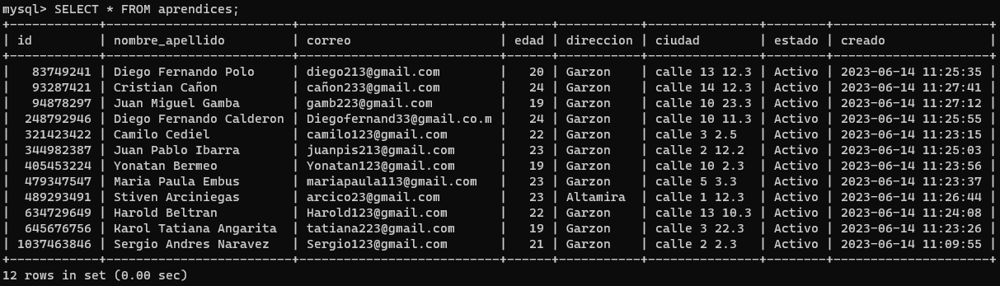 mysql> SELECT * FROM aprendices;
+------------+-------------------------+--------------------------+------+-----------+--------------+--------+---------------------+
| id         | nombre_apellido         | correo                   | edad | direccion | ciudad       | estado | creado              |
+------------+-------------------------+--------------------------+------+-----------+--------------+--------+---------------------+
|   83749241 | Diego Fernando Polo     | diego213@gmail.com       |   20 | Garzon    | calle 13 12.3 | Activo | 2023-06-14 11:25:35 |
|   93287421 | Cristian Cañon          | cañon233@gmail.com       |   24 | Garzon    | calle 14 12.3 | Activo | 2023-06-14 11:27:41 |
|   94878297 | Juan Miguel Gamba       | gamb223@gmail.com        |   19 | Garzon    | calle 10 23.3 | Activo | 2023-06-14 11:27:12 |
|  248792946 | Diego Fernando Calderon | Diegofernand33@gmail.co.m |   24 | Garzon    | calle 10 11.3 | Activo | 2023-06-14 11:25:55 |
|  321423422 | Camilo Cediel           | camilo123@gmail.com      |   22 | Garzon    | calle 3 2.5   | Activo | 2023-06-14 11:23:15 |
|  344982387 | Juan Pablo Ibarra       | juanpis213@gmail.com     |   23 | Garzon    | calle 2 12.2  | Activo | 2023-06-14 11:25:03 |
|  405453224 | Yonatan Bermeo          | Yonatan123@gmail.com     |   19 | Garzon    | calle 10 2.3  | Activo | 2023-06-14 11:23:56 |
|  479347547 | Maria Paula Embus       | mariapaula113@gmail.com  |   23 | Garzon    | calle 5 3.3   | Activo | 2023-06-14 11:23:37 |
|  489293491 | Stiven Arciniegas       | arcico23@gmail.com       |   23 | Altamira  | calle 1 12.3  | Activo | 2023-06-14 11:26:44 |
|  634729649 | Harold Beltran          | Harold123@gmail.com      |   22 | Garzon    | calle 13 10.3 | Activo | 2023-06-14 11:24:08 |
|  645676756 | Karol Tatiana Angarita  | tatiana223@gmail.com     |   19 | Garzon    | calle 3 22.3  | Activo | 2023-06-14 11:23:26 |
| 1037463846 | Sergio Andres Naravez   | Sergio123@gmail.com      |   21 | Garzon    | calle 2 2.3   | Activo | 2023-06-14 11:09:55 |
+------------+-------------------------+--------------------------+------+-----------+--------------+--------+---------------------+
12 rows in set (0.00 sec)